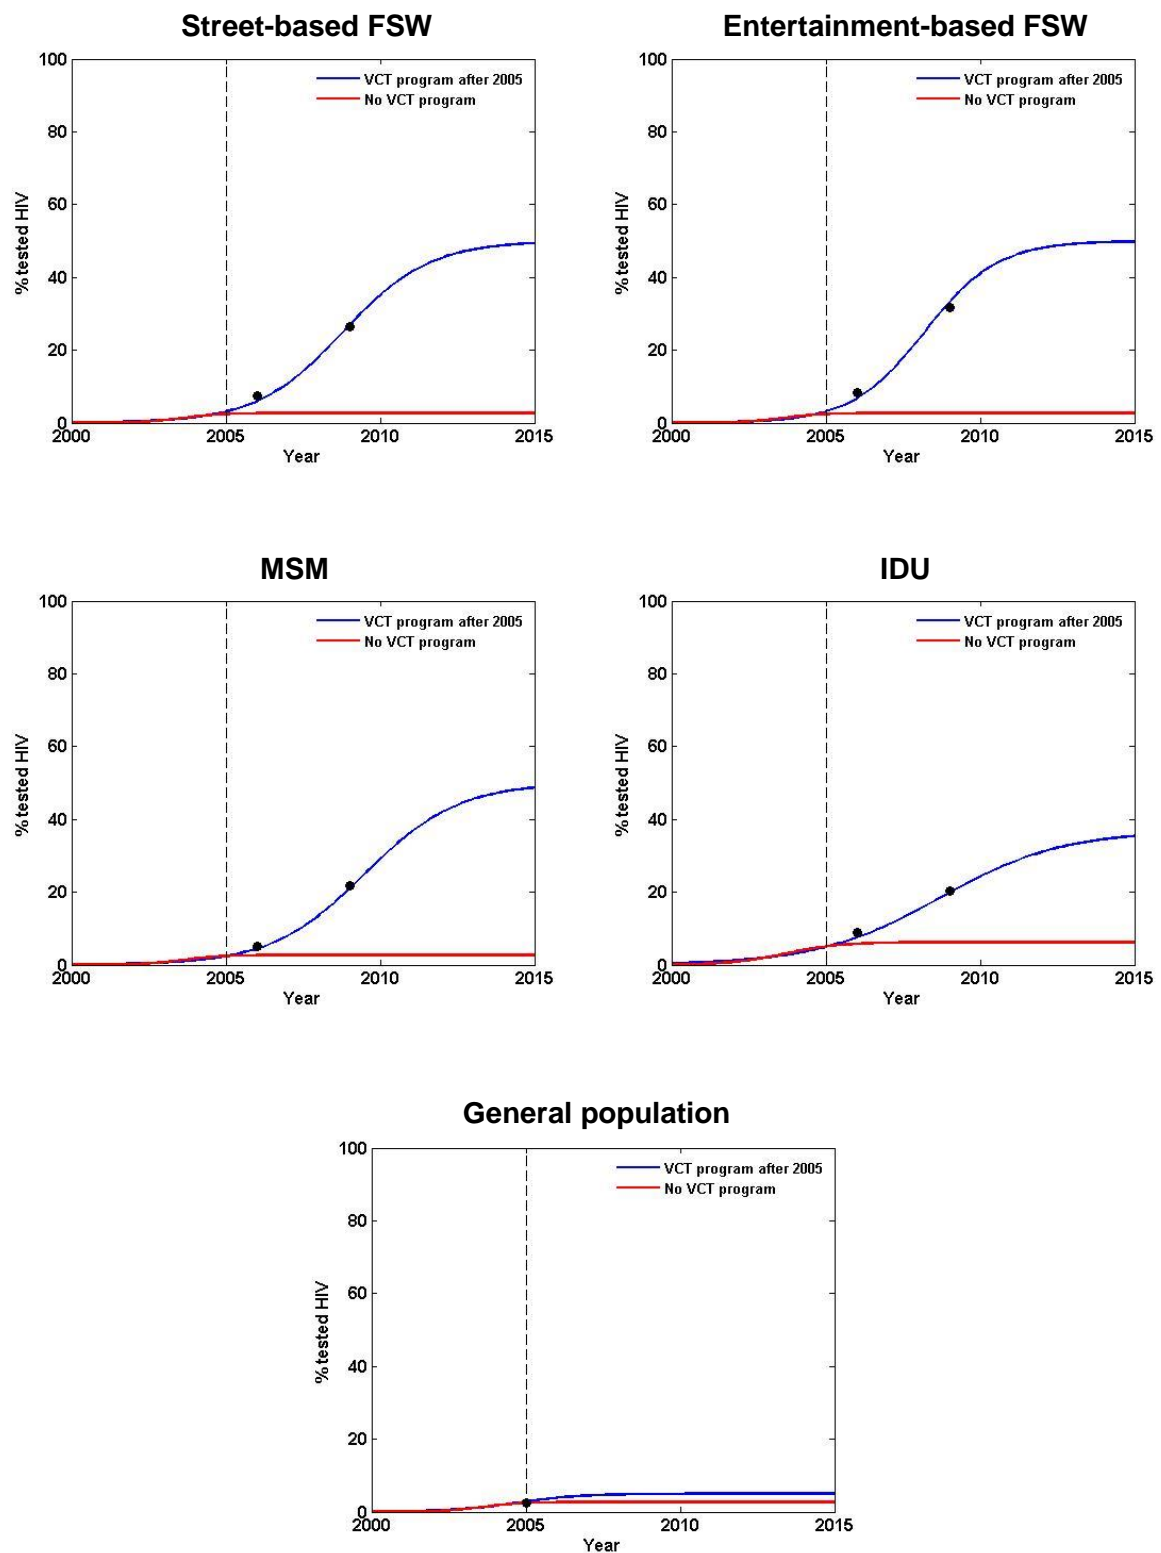 Street-based FSW
100
80
60
40
20
0
% tested HIV
VCT program after 2005
No VCT program
2000 2005 2010 2015
Year
Entertainment-based FSW
100
80
60
40
20
0
% tested HIV
VCT program after 2005
No VCT program
2000 2005 2010 2015
Year
MSM
100
80
60
40
20
0
% tested HIV
VCT program after 2005
No VCT program
2000 2005 2010 2015
Year
IDU
100
80
60
40
20
0
% tested HIV
VCT program after 2005
No VCT program
2000 2005 2010 2015
Year
General population
100
80
60
40
20
0
% tested HIV
VCT program after 2005
No VCT program
2000 2005 2010 2015
Year